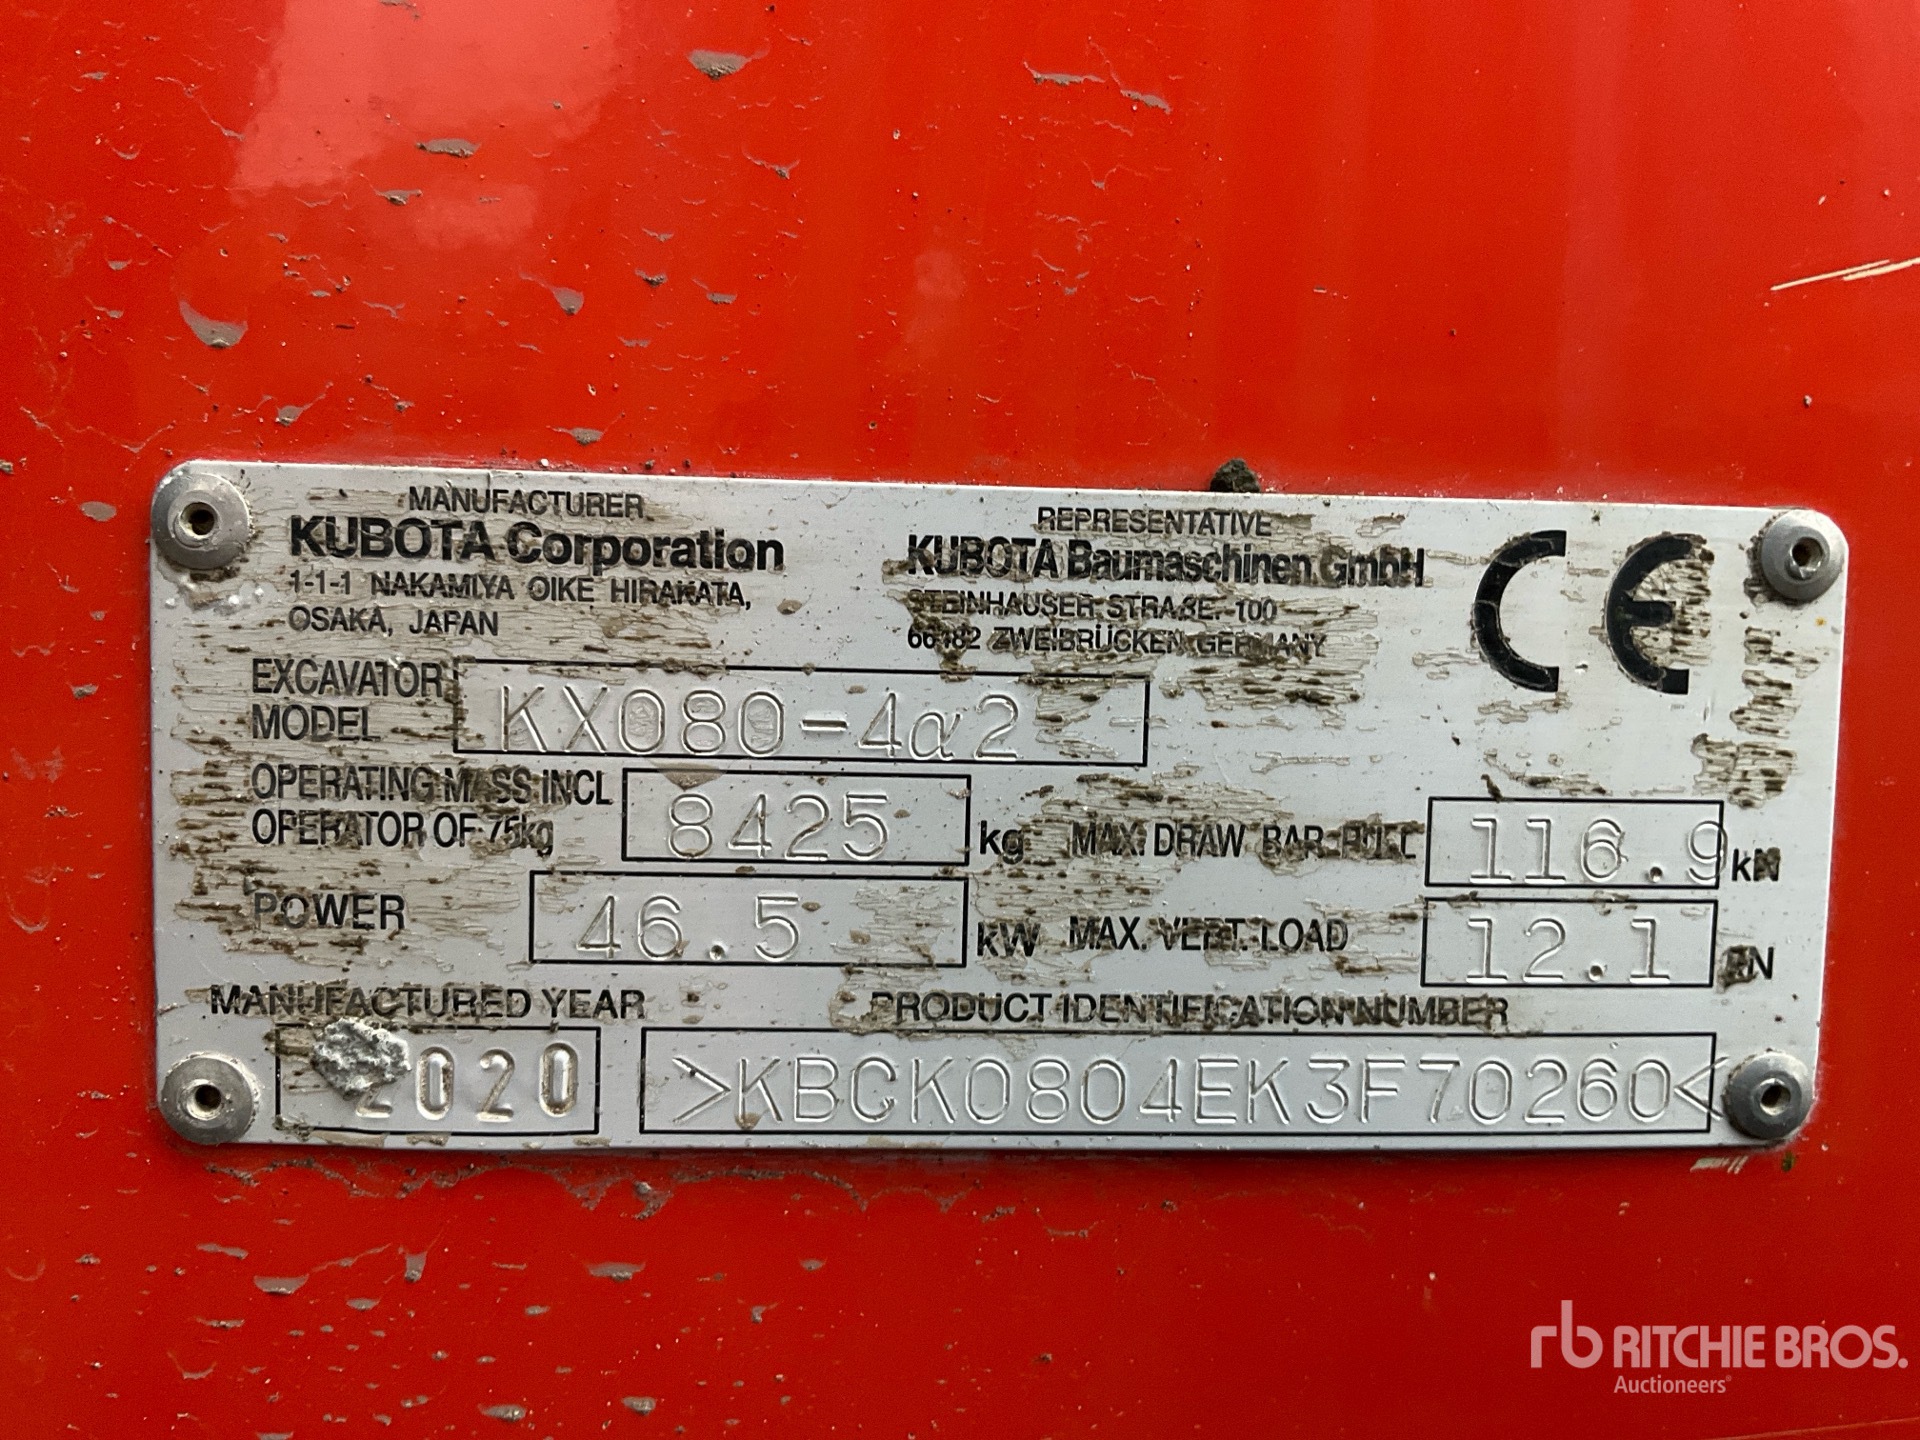 MANUFACTURER
KUBOTA Corporation
1-1-1 NAKAMIYA OIKE HIRAKATA,
OSAKA, JAPAN
REPRESENTATIVE
KUBOTA Baumaschinen GmbH
STEINHAUSER STRAßE 100
66482 ZWEIBRÜCKEN GERMANY
CE
EXCAVATOR
MODEL
KX080-4α2
OPERATING MASS INCL
OPERATOR OF 75kg
8425 kg
MAX. DRAW BAR PULL 116.9 kN
POWER 46.5 kW
MAX. VERT. LOAD 12.1 kN
MANUFACTURED YEAR
2020
PRODUCT IDENTIFICATION NUMBER
>KBCK0804EK3F70260<
rb RITCHIE BROS.
Auctioneers